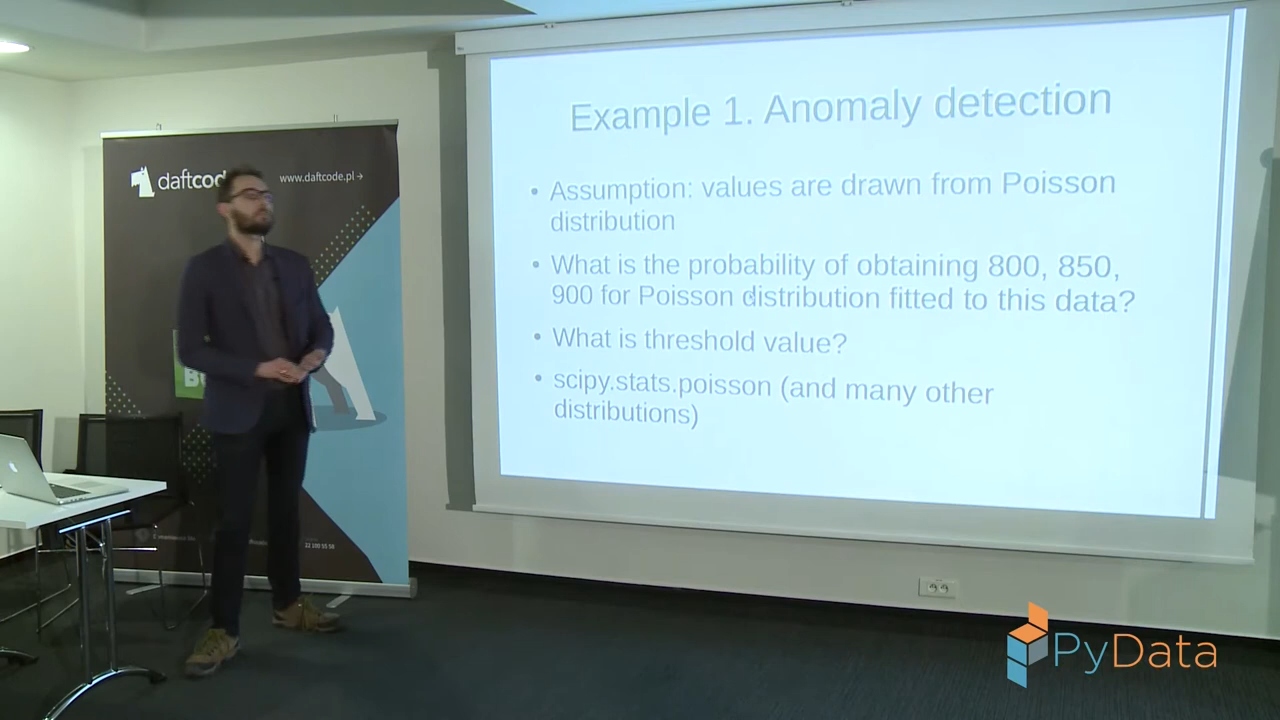 Example 1. Anomaly detection
• Assumption: values are drawn from Poisson
distribution
• What is the probability of obtaining 800, 850,
900 for Poisson distribution fitted to this data?
• What is threshold value?
• scipy.stats.poisson (and many other
distributions)
daftcod
www.daftcode.pl →
PyData